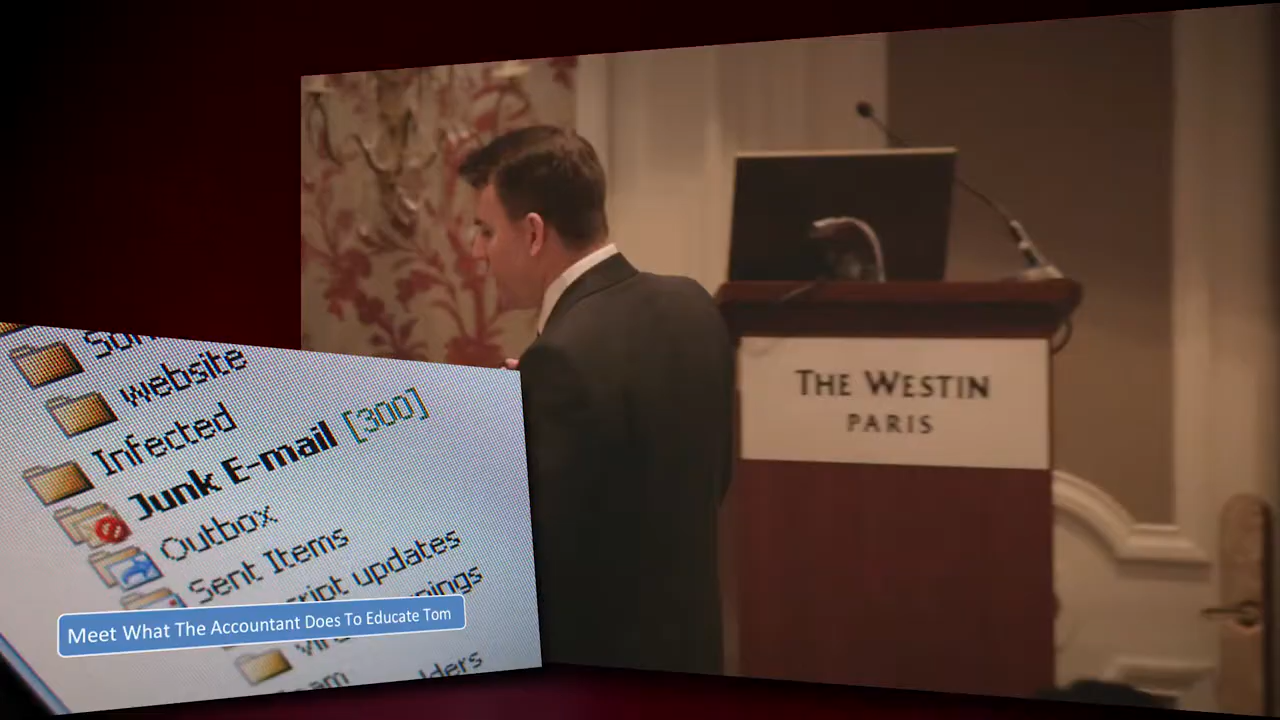 website
Infected
Junk E-mail [300]
Outbox
Sent Items
script updates
Meet What The Accountant Does To Educate Tom
THE WESTIN
PARIS